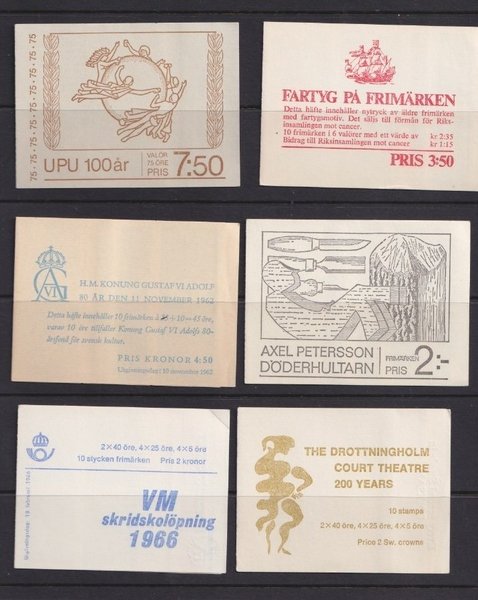 75·75·75·75·75·75·75
UPU 100 år
VALÖR
75 ÖRE
PRIS 7:50
FARTYG PÅ FRIMÄRKEN
Detta häfte innehåller nytryck av äldre frimärken
med fartygsmotiv. Det säljs till förmån för Riks-
insamlingen mot cancer.
10 frimärken i 6 valörer med ett värde av kr 2:35
Bidrag till Riksinsamlingen mot cancer kr 1:15
PRIS 3:50
GA VI
H. M. KONUNG GUSTAF VI ADOLF
80 ÅR DEN 11 NOVEMBER 1962
Detta häfte innehåller 10 frimärken à +10=45 öre,
varav 10 öre tillfaller Konung Gustaf VI Adolfs 80-
årsfond för svensk kultur.
PRIS KRONOR 4:50
Utgivningsdag: 10 november 1962
AXEL PETERSSON
DÖDERHULTARN
FRIMÄRKEN
PRIS 2:-
2×40 öre, 4×25 öre, 4×5 öre
10 stycken frimärken Pris 2 kronor
VM
skridskolöpning
1966
THE DROTTNINGHOLM
COURT THEATRE
200 YEARS
10 stamps
2×40 öre, 4×25 öre, 4×5 öre
Price 2 Sw. crowns